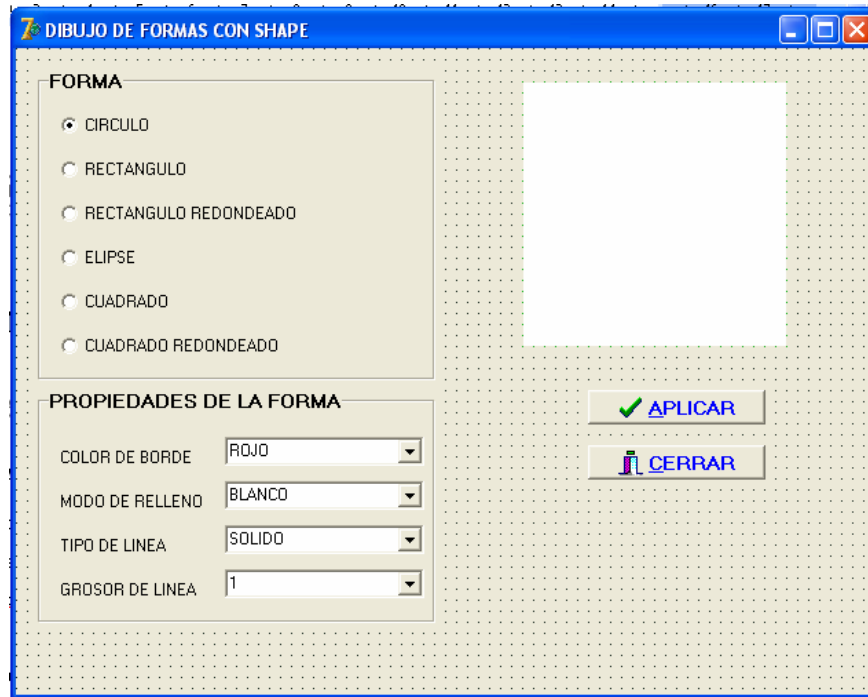 DIBUJO DE FORMAS CON SHAPE
FORMA
CIRCULO
RECTANGULO
RECTANGULO REDONDEADO
ELIPSE
CUADRADO
CUADRADO REDONDEADO
PROPIEDADES DE LA FORMA
COLOR DE BORDE ROJO
MODO DE RELLENO BLANCO
TIPO DE LINEA SOLIDO
GROSOR DE LINEA 1
APLICAR
CERRAR